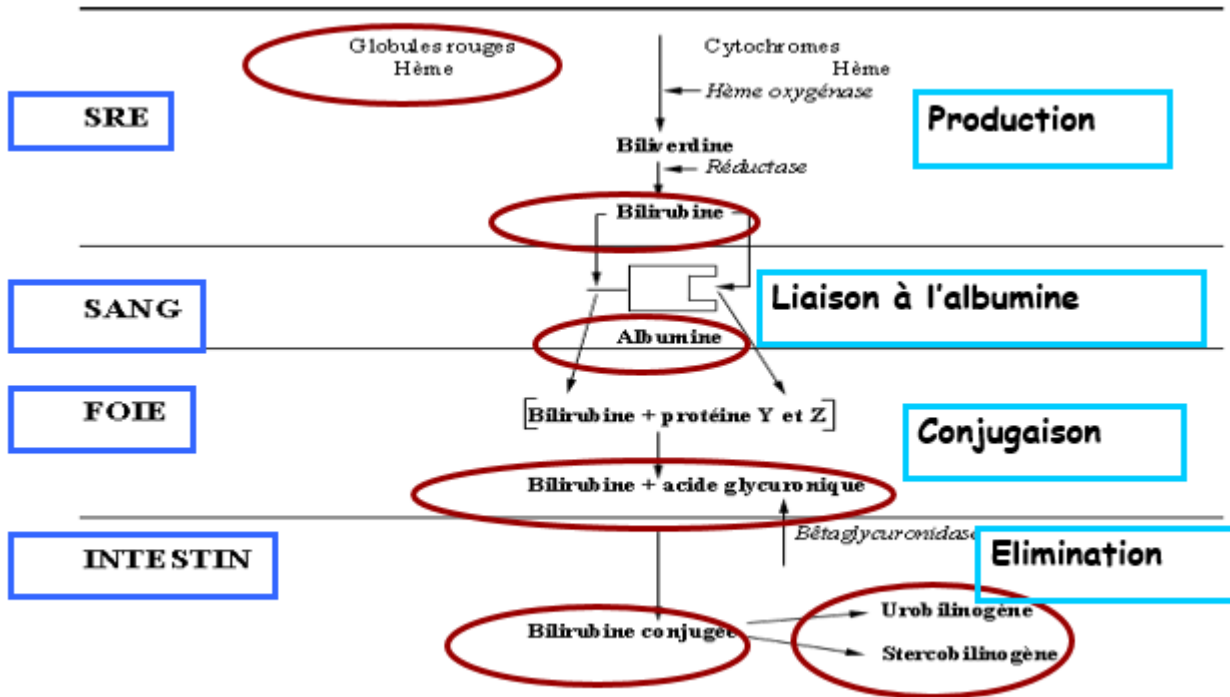 Globules rouges
Hème
Cytochromes
Hème
Hème oxygénase
SRE
Production
Biliverdine
Réductase
Bilirubine
SANG
Liaison à l'albumine
Albumine
FOIE
[Bilirubine + protéine Y et Z]
Conjugaison
Bilirubine + acide glycuronique
Bêtaglycuronidase
INTESTIN
Elimination
Urobilinogène
Bilirubine conjugée
Stercobilinogène